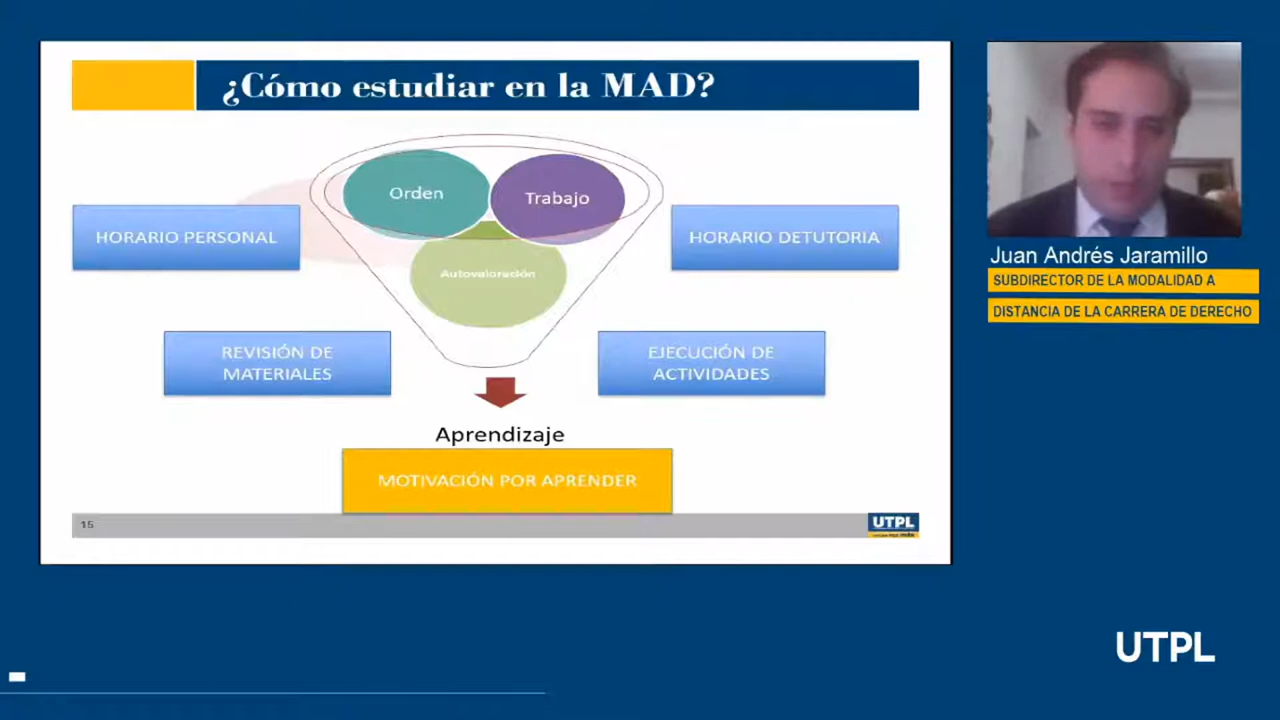 ¿Cómo estudiar en la MAD?
Orden
Trabajo
Autovaloración
HORARIO PERSONAL
HORARIO DETUTORIA
REVISIÓN DE
MATERIALES
EJECUCIÓN DE
ACTIVIDADES
Aprendizaje
MOTIVACIÓN POR APRENDER
15
UTPL
Juan Andrés Jaramillo
SUBDIRECTOR DE LA MODALIDAD A
DISTANCIA DE LA CARRERA DE DERECHO
UTPL